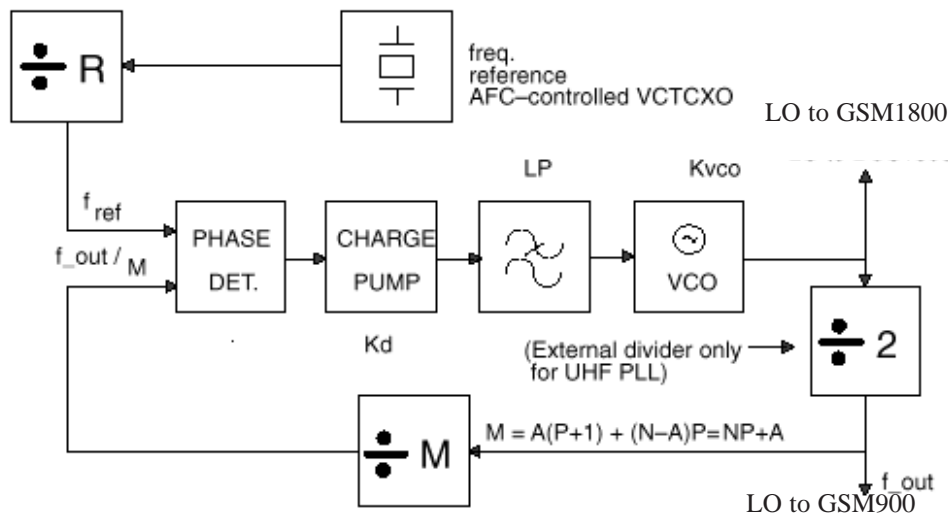 ÷ R
freq.
reference
AFC–controlled VCTCXO
LO to GSM1800
LP
Kvco
f_ref
f_out / M
PHASE
DET.
CHARGE
PUMP
VCO
Kd
(External divider only
for UHF PLL)
÷ 2
÷ M
M = A(P+1) + (N–A)P=NP+A
f_out
LO to GSM900